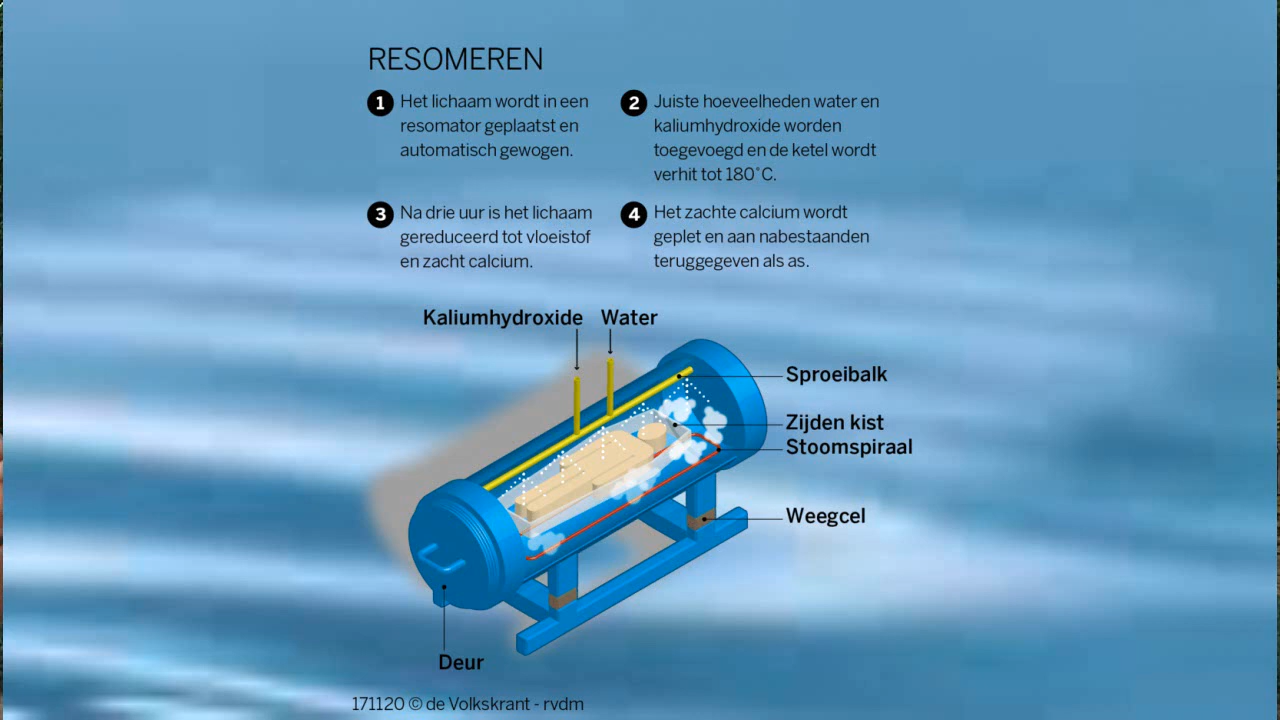 RESOMEREN
1 Het lichaam wordt in een
resomator geplaatst en
automatisch gewogen.
2 Juiste hoeveelheden water en
kaliumhydroxide worden
toegevoegd en de ketel wordt
verhit tot 180°C.
3 Na drie uur is het lichaam
gereduceerd tot vloeistof
en zacht calcium.
4 Het zachte calcium wordt
geplet en aan nabestaanden
teruggegeven als as.
Kaliumhydroxide Water
Sproeibalk
Zijden kist
Stoomspiraal
Weegcel
Deur
171120 © de Volkskrant - rvdm